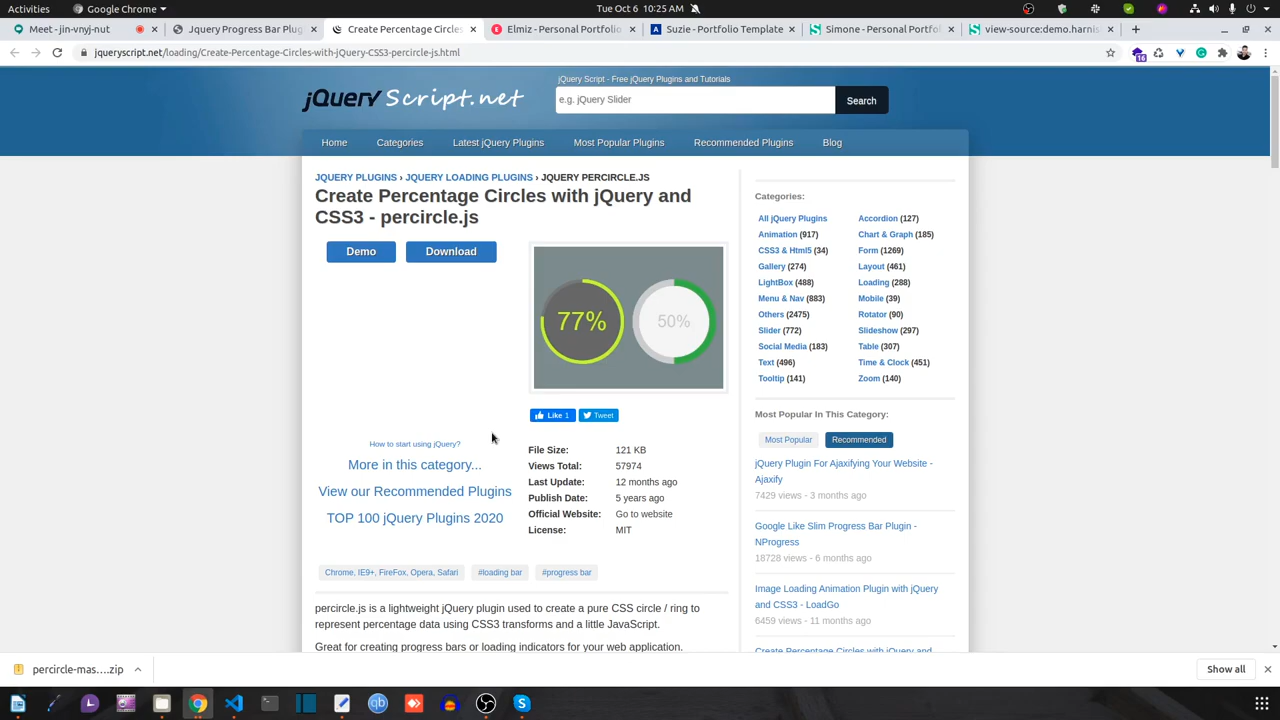 Activities
Google Chrome
Tue Oct 6 10:25 AM
Meet - jin-vnyj-nut
jQuery Progress Bar Plugin
Create Percentage Circles
Elmiz - Personal Portfolio
Suzie - Portfolio Template
Simone - Personal Portfoli
view-source:demo.harnis
jqueryscript.net/loading/Create-Percentage-Circles-with-jQuery-CSS3-percircle-js.html
16
jQuery Script - Free jQuery Plugins and Tutorials
jQuery Script.net
e.g. jQuery Slider
Search
Home
Categories
Latest jQuery Plugins
Most Popular Plugins
Recommended Plugins
Blog
JQUERY PLUGINS › JQUERY LOADING PLUGINS › JQUERY PERCIRCLE.JS
Create Percentage Circles with jQuery and
CSS3 - percircle.js
Demo
Download
77%
50%
Like 1
Tweet
How to start using jQuery?
More in this category...
View our Recommended Plugins
TOP 100 jQuery Plugins 2020
File Size: 121 KB
Views Total: 57974
Last Update: 12 months ago
Publish Date: 5 years ago
Official Website: Go to website
License: MIT
Chrome, IE9+, FireFox, Opera, Safari
#loading bar
#progress bar
percircle.js is a lightweight jQuery plugin used to create a pure CSS circle / ring to
represent percentage data using CSS3 transforms and a little JavaScript.
Great for creating progress bars or loading indicators for your web application.
Categories:
All jQuery Plugins
Accordion (127)
Animation (917)
Chart & Graph (185)
CSS3 & Html5 (34)
Form (1269)
Gallery (274)
Layout (461)
LightBox (488)
Loading (288)
Menu & Nav (883)
Mobile (39)
Others (2475)
Rotator (90)
Slider (772)
Slideshow (297)
Social Media (183)
Table (307)
Text (496)
Time & Clock (451)
Tooltip (141)
Zoom (140)
Most Popular In This Category:
Most Popular
Recommended
jQuery Plugin For Ajaxifying Your Website -
Ajaxify
7429 views - 3 months ago
Google Like Slim Progress Bar Plugin -
NProgress
18728 views - 6 months ago
Image Loading Animation Plugin with jQuery
and CSS3 - LoadGo
6459 views - 11 months ago
Create Percentage Circles with jQuery and
percircle-mas....zip
Show all